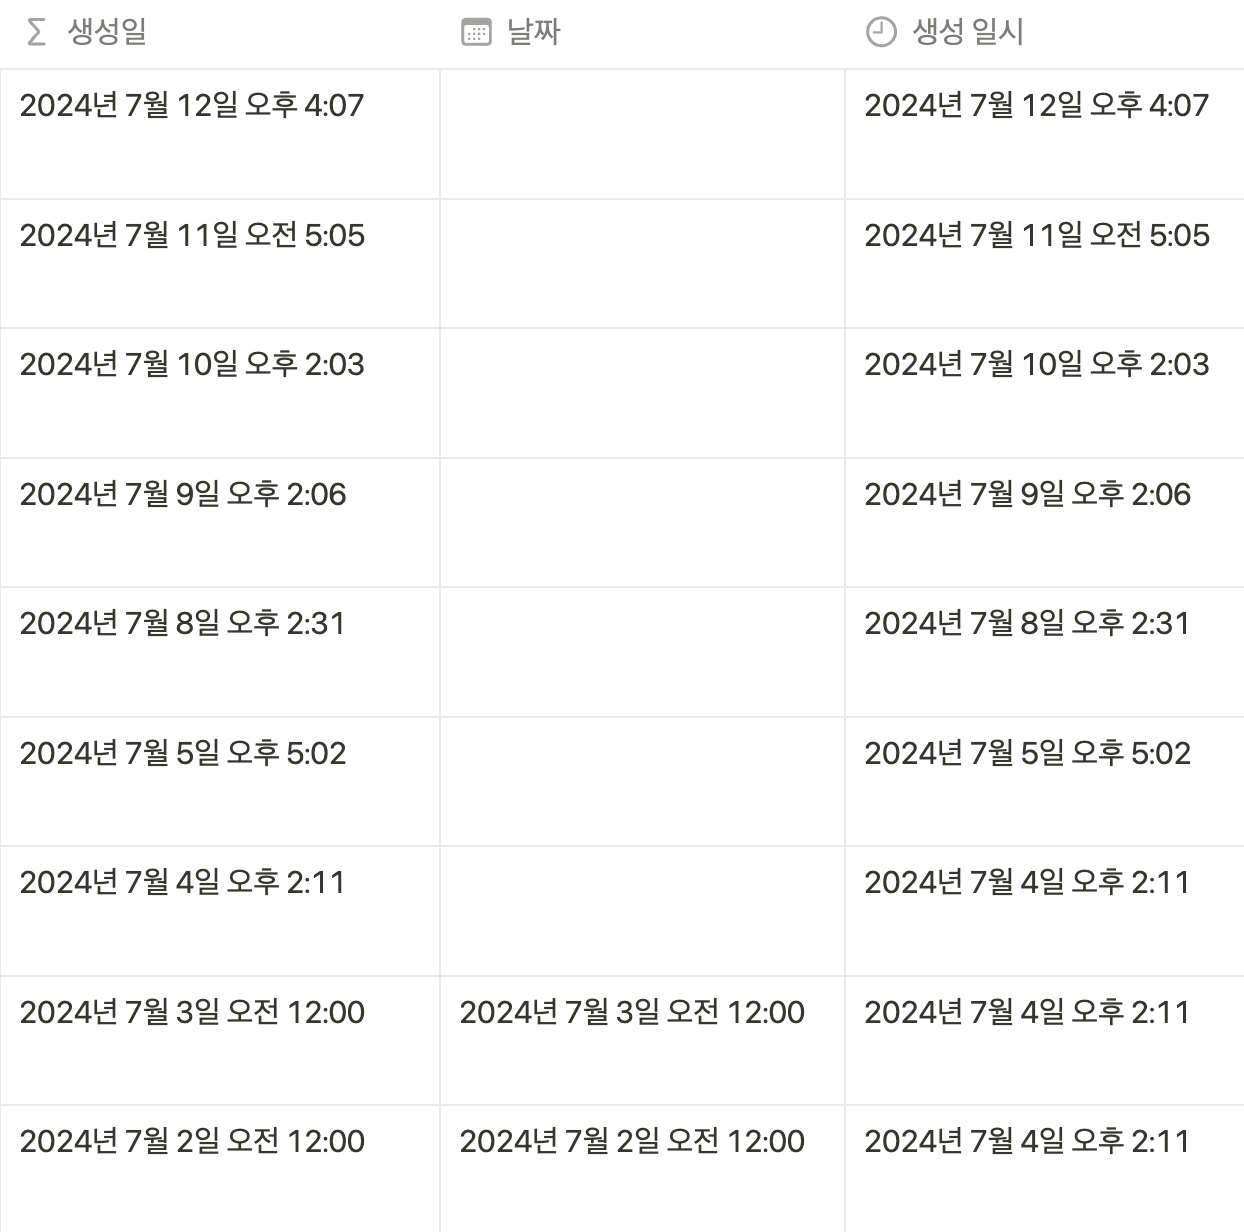 생성일 날짜 생성 일시
2024년 7월 12일 오후 4:07 2024년 7월 12일 오후 4:07
2024년 7월 11일 오전 5:05 2024년 7월 11일 오전 5:05
2024년 7월 10일 오후 2:03 2024년 7월 10일 오후 2:03
2024년 7월 9일 오후 2:06 2024년 7월 9일 오후 2:06
2024년 7월 8일 오후 2:31 2024년 7월 8일 오후 2:31
2024년 7월 5일 오후 5:02 2024년 7월 5일 오후 5:02
2024년 7월 4일 오후 2:11 2024년 7월 4일 오후 2:11
2024년 7월 3일 오전 12:00 2024년 7월 3일 오전 12:00 2024년 7월 4일 오후 2:11
2024년 7월 2일 오전 12:00 2024년 7월 2일 오전 12:00 2024년 7월 4일 오후 2:11